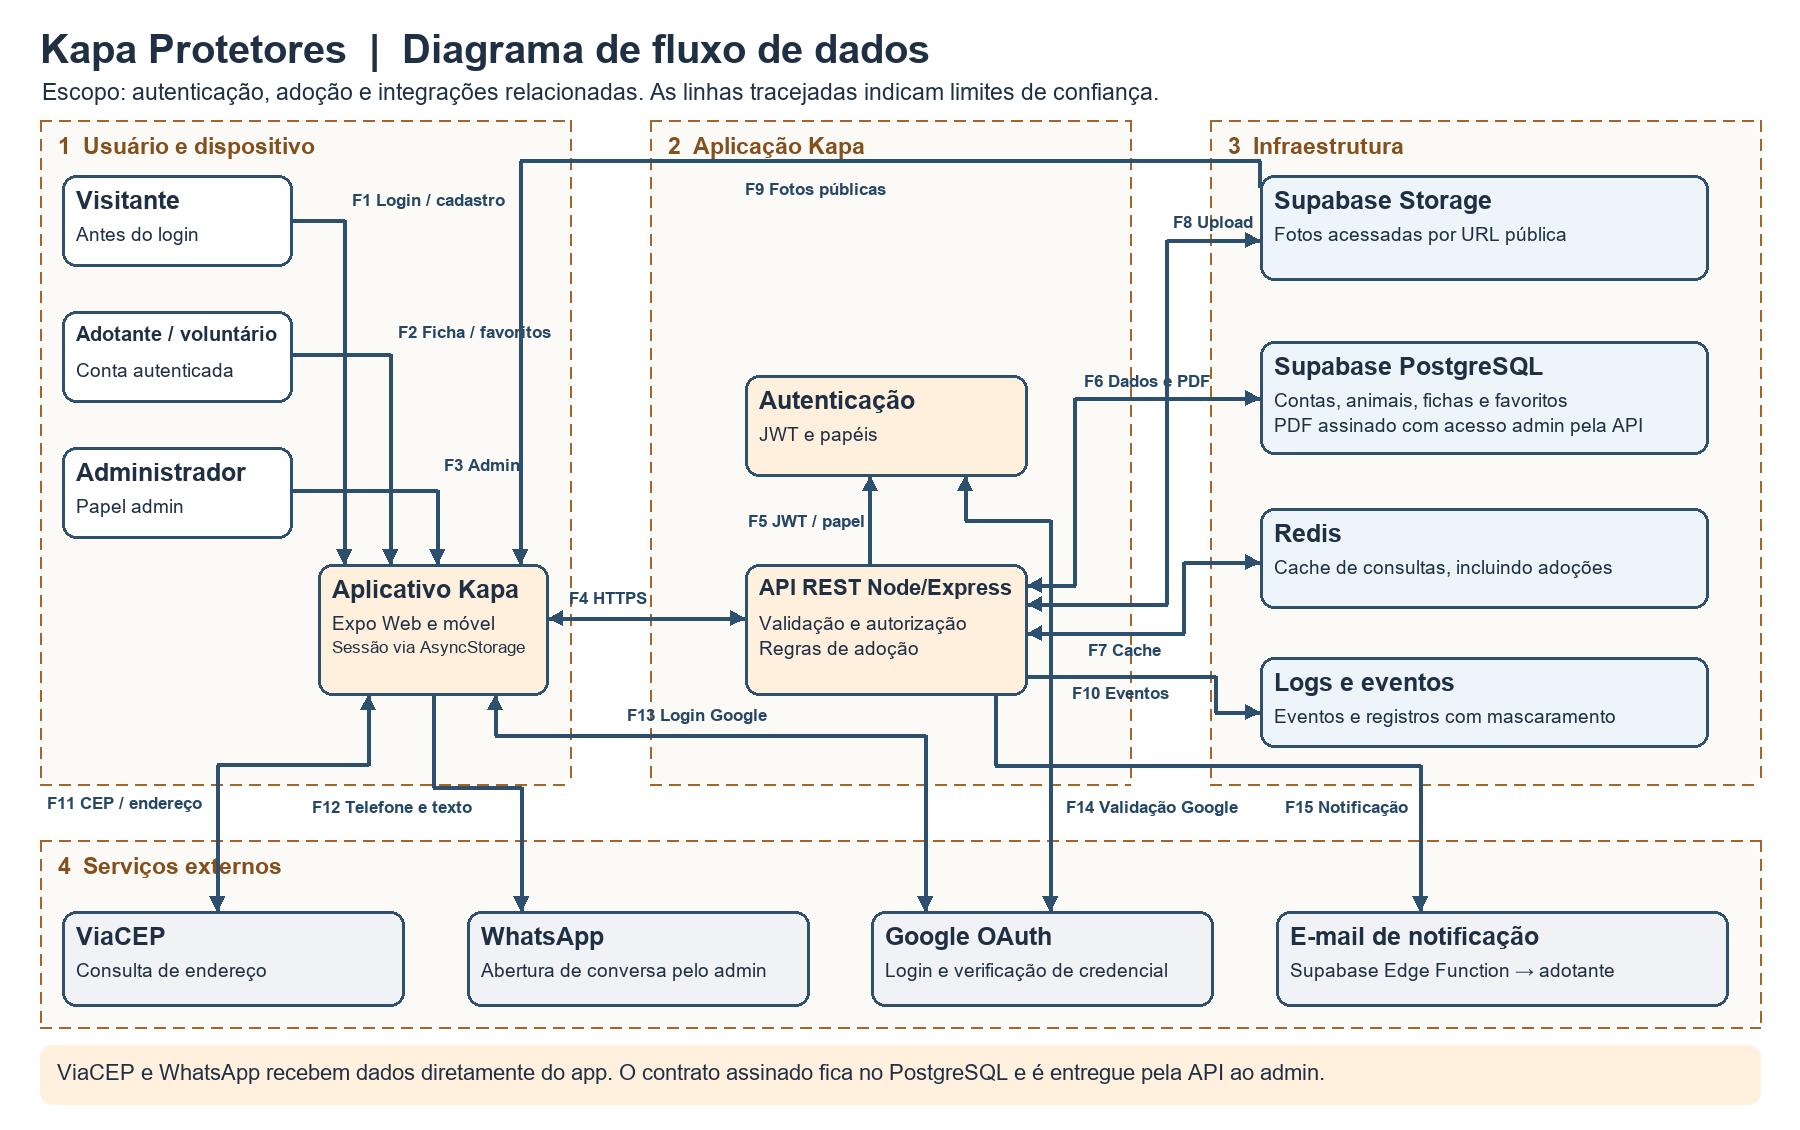 Kapa Protetores | Diagrama de fluxo de dados
Escopo: autenticação, adoção e integrações relacionadas. As linhas tracejadas indicam limites de confiança.
1 Usuário e dispositivo
Visitante
Antes do login
F1 Login / cadastro
Adotante / voluntário
Conta autenticada
F2 Ficha / favoritos
Administrador
Papel admin
F3 Admin
Aplicativo Kapa
Expo Web e móvel
Sessão via AsyncStorage
F4 HTTPS
2 Aplicação Kapa
F9 Fotos públicas
Autenticação
JWT e papéis
F5 JWT / papel
API REST Node/Express
Validação e autorização
Regras de adoção
F8 Upload
F6 Dados e PDF
F7 Cache
F10 Eventos
3 Infraestrutura
Supabase Storage
Fotos acessadas por URL pública
Supabase PostgreSQL
Contas, animais, fichas e favoritos
PDF assinado com acesso admin pela API
Redis
Cache de consultas, incluindo adoções
Logs e eventos
Eventos e registros com mascaramento
F13 Login Google
F11 CEP / endereço
F12 Telefone e texto
F14 Validação Google
F15 Notificação
4 Serviços externos
ViaCEP
Consulta de endereço
WhatsApp
Abertura de conversa pelo admin
Google OAuth
Login e verificação de credencial
E-mail de notificação
Supabase Edge Function → adotante
ViaCEP e WhatsApp recebem dados diretamente do app. O contrato assinado fica no PostgreSQL e é entregue pela API ao admin.